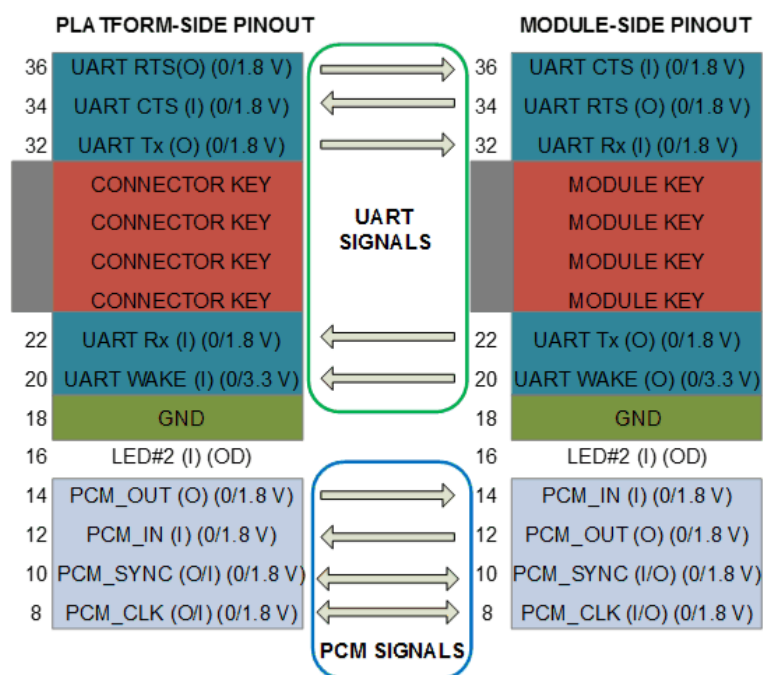 PLATFORM-SIDE PINOUT MODULE-SIDE PINOUT
36 UART RTS(O) (0/1.8 V) 36 UART CTS (I) (0/1.8 V)
34 UART CTS (I) (0/1.8 V) 34 UART RTS (O) (0/1.8 V)
32 UART Tx (O) (0/1.8 V) 32 UART Rx (I) (0/1.8 V)
CONNECTOR KEY MODULE KEY
CONNECTOR KEY UART MODULE KEY
CONNECTOR KEY SIGNALS MODULE KEY
CONNECTOR KEY MODULE KEY
22 UART Rx (I) (0/1.8 V) 22 UART Tx (O) (0/1.8 V)
20 UART WAKE (I) (0/3.3 V) 20 UART WAKE (O) (0/3.3 V)
18 GND 18 GND
16 LED#2 (I) (OD) 16 LED#2 (I) (OD)
14 PCM_OUT (O) (0/1.8 V) 14 PCM_IN (I) (0/1.8 V)
12 PCM_IN (I) (0/1.8 V) 12 PCM_OUT (O) (0/1.8 V)
10 PCM_SYNC (O/I) (0/1.8 V) 10 PCM_SYNC (I/O) (0/1.8 V)
8 PCM_CLK (O/I) (0/1.8 V) 8 PCM_CLK (I/O) (0/1.8 V)
PCM SIGNALS